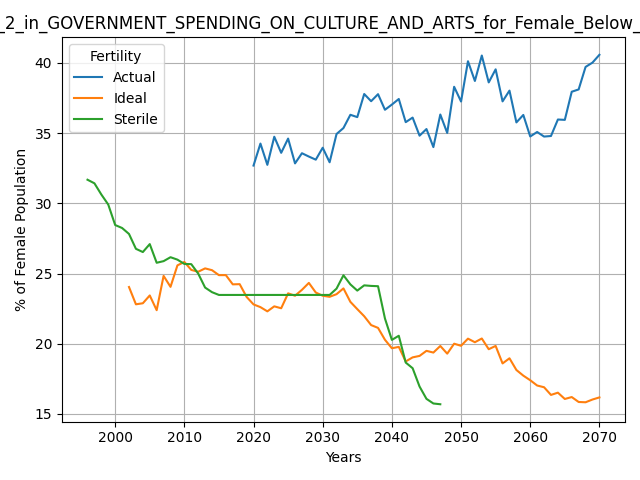 _2_in_GOVERNMENT_SPENDING_ON_CULTURE_AND_ARTS_for_Female_Below_
Fertility
Actual
Ideal
Sterile
% of Female Population
40
35
30
25
20
15
2000 2010 2020 2030 2040 2050 2060 2070
Years